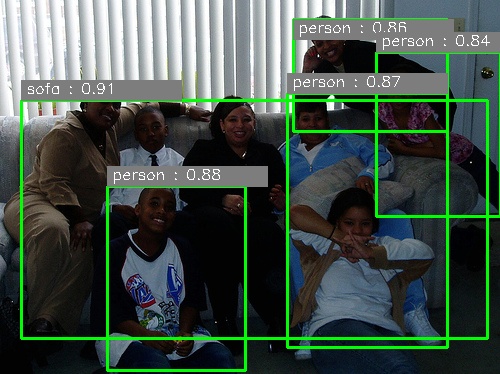 person : 0.86
person : 0.84
person : 0.87
sofa : 0.91
person : 0.88